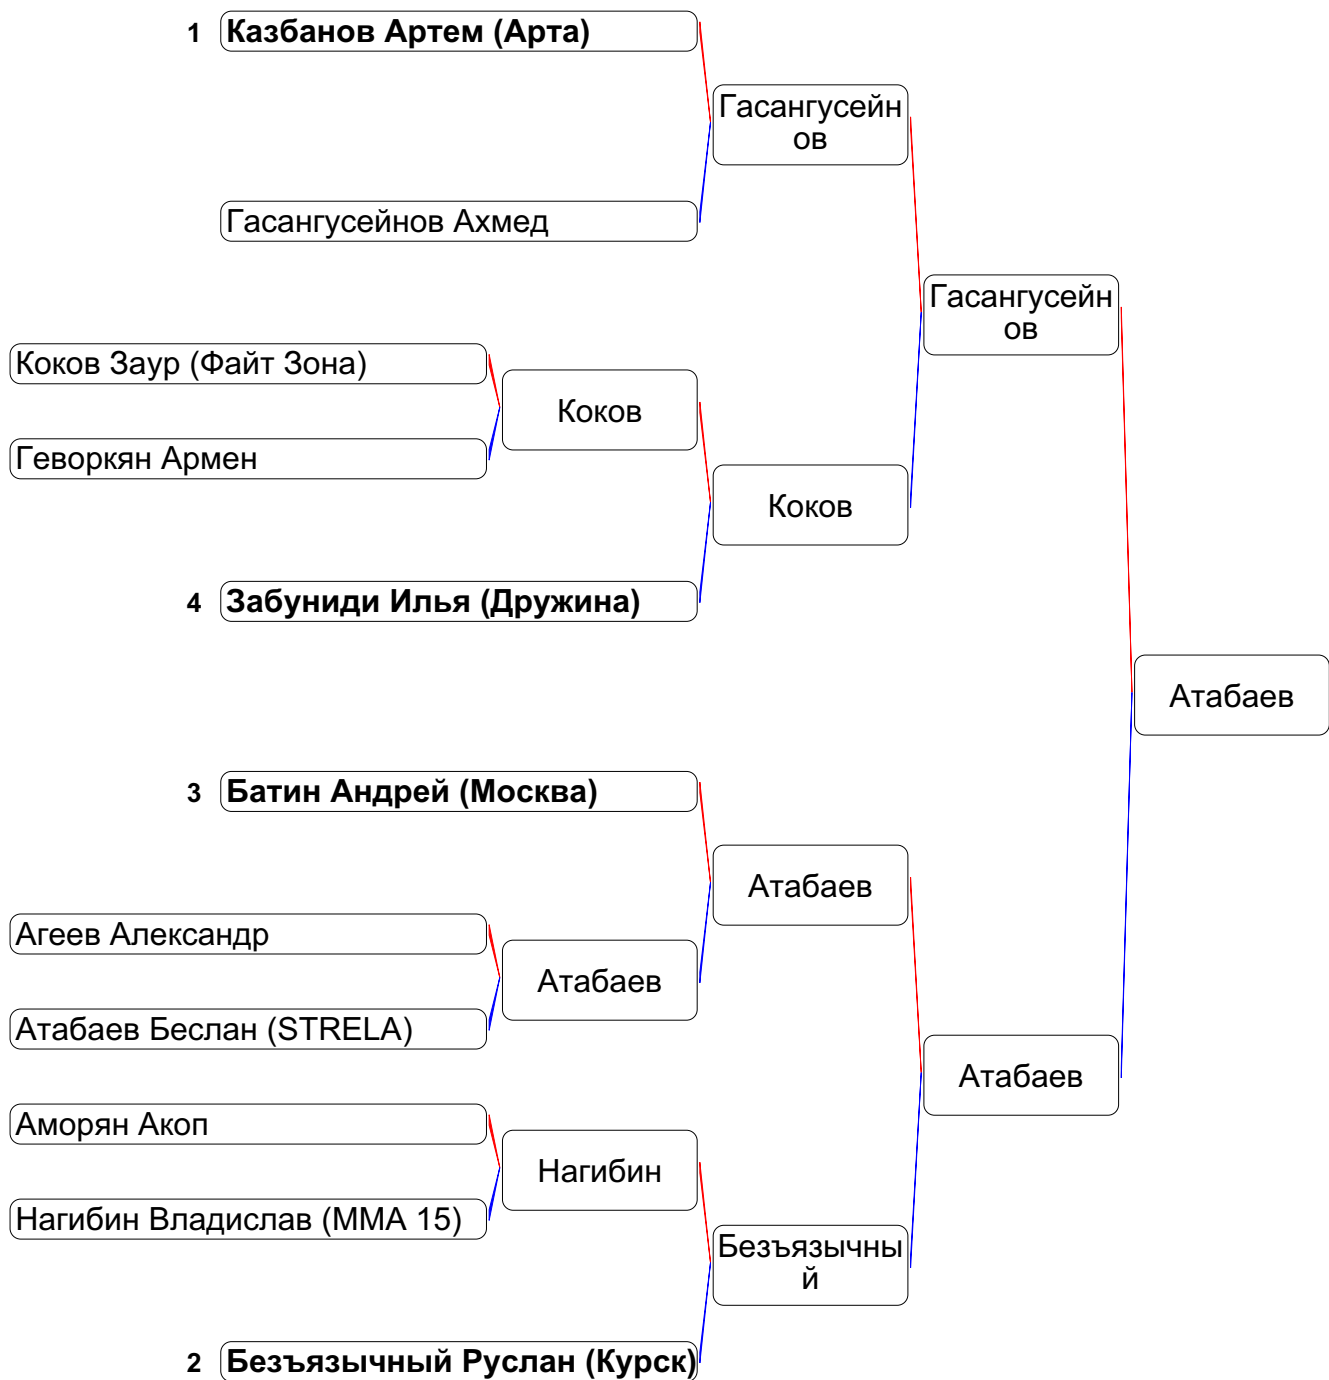 1 Казбанов Артем (Арта)
Гасангусейн
ов
Гасангусейнов Ахмед
Гасангусейн
ов
Коков Заур (Файт Зона)
Коков
Геворкян Армен
Коков
4 Забуниди Илья (Дружина)
Атабаев
3 Батин Андрей (Москва)
Атабаев
Агеев Александр
Атабаев
Атабаев Беслан (STRELA)
Атабаев
Аморян Акоп
Нагибин
Нагибин Владислав (ММА 15)
Безъязычны
й
2 Безъязычный Руслан (Курск)